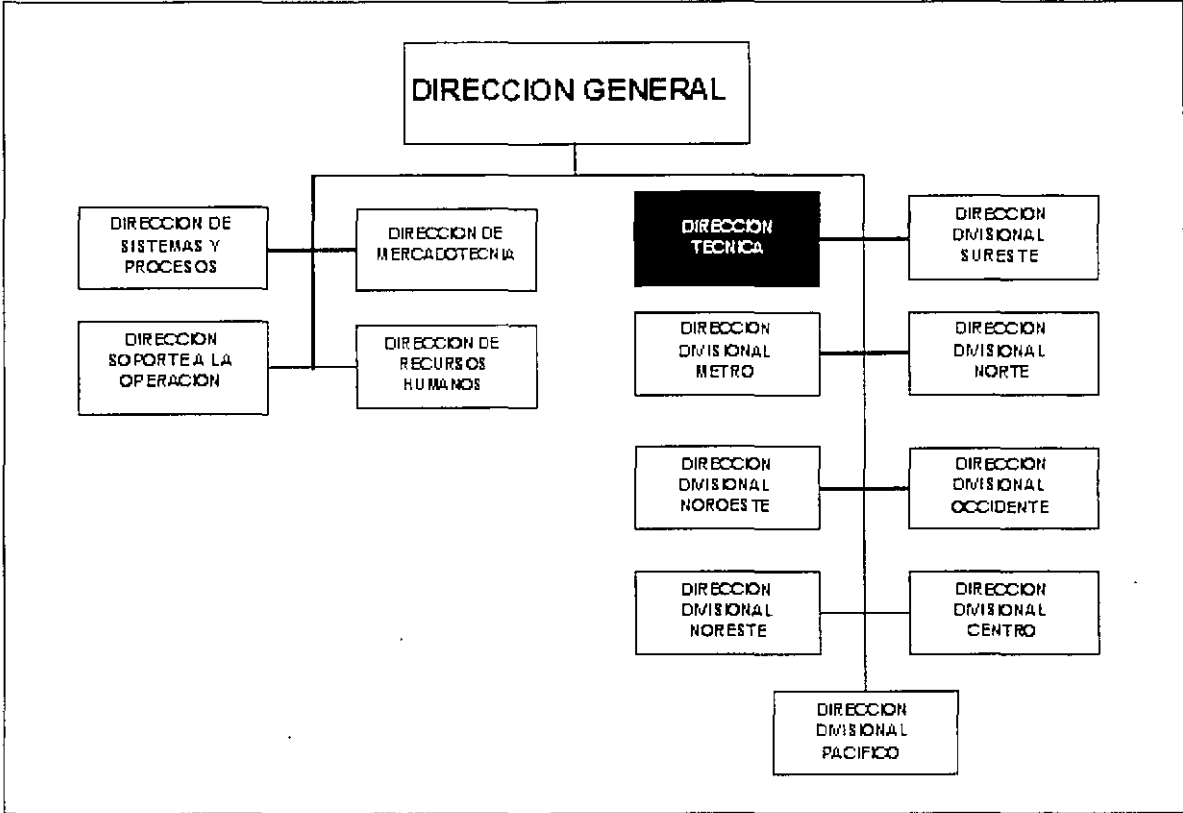 DIRECCION GENERAL
DIRECCION DE
SISTEMAS Y
PROCESOS
DIRECCION DE
MERCADOTECNIA
DIRECCION
TECNICA
DIRECCION
DIVISIONAL
SURESTE
DIRECCION
SOPORTE A LA
OPERACION
DIRECCION DE
RECURSOS
HUMANOS
DIRECCION
DIVISIONAL
METRO
DIRECCION
DIVISIONAL
NORTE
DIRECCION
DIVISIONAL
NOROESTE
DIRECCION
DIVISIONAL
OCCIDENTE
DIRECCION
DIVISIONAL
NORESTE
DIRECCION
DIVISIONAL
CENTRO
DIRECCION
DIVISIONAL
PACIFICO